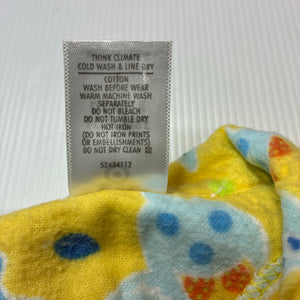 THINK CLIMATE
COLD WASH & LINE DRY
COTTON
WASH BEFORE WEAR
WARM MACHINE WASH
SEPARATELY
DO NOT BLEACH
DO NOT TUMBLE DRY
HOT IRON
(DO NOT IRON PRINTS
OR EMBELLISHMENTS)
DO NOT DRY CLEAN